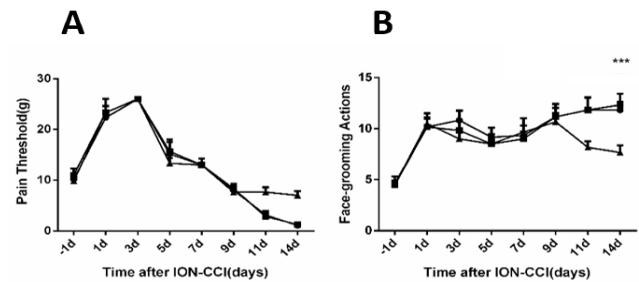 A
Pain Threshold(g)
30
20
10
0
-1d 1d 3d 5d 7d 9d 11d 14d
Time after ION-CCI(days)
B
***
Face-grooming Actions
15
10
5
0
-1d 1d 3d 5d 7d 9d 11d 14d
Time after ION-CCI(days)